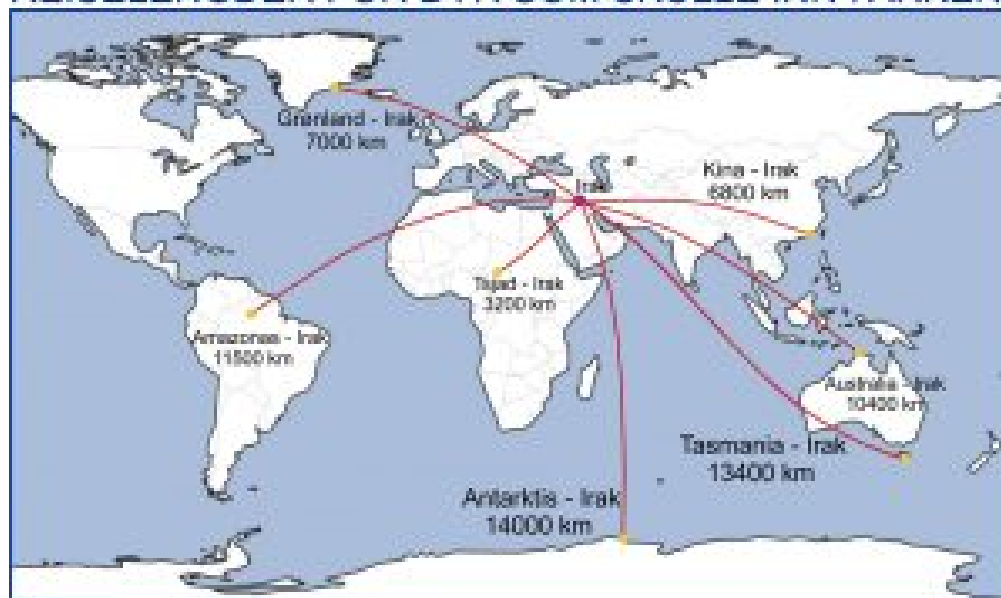 Grønland - Irak
7000 km
Kina - Irak
6800 km
Irak
Tsjad - Irak
3200 km
Amazonas - Irak
11500 km
Australia - Irak
10400 km
Tasmania - Irak
13400 km
Antarktis - Irak
14000 km